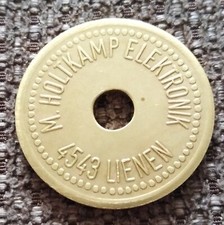 M. HOLTKAMP ELEKTRONIK
4543 LIENEN